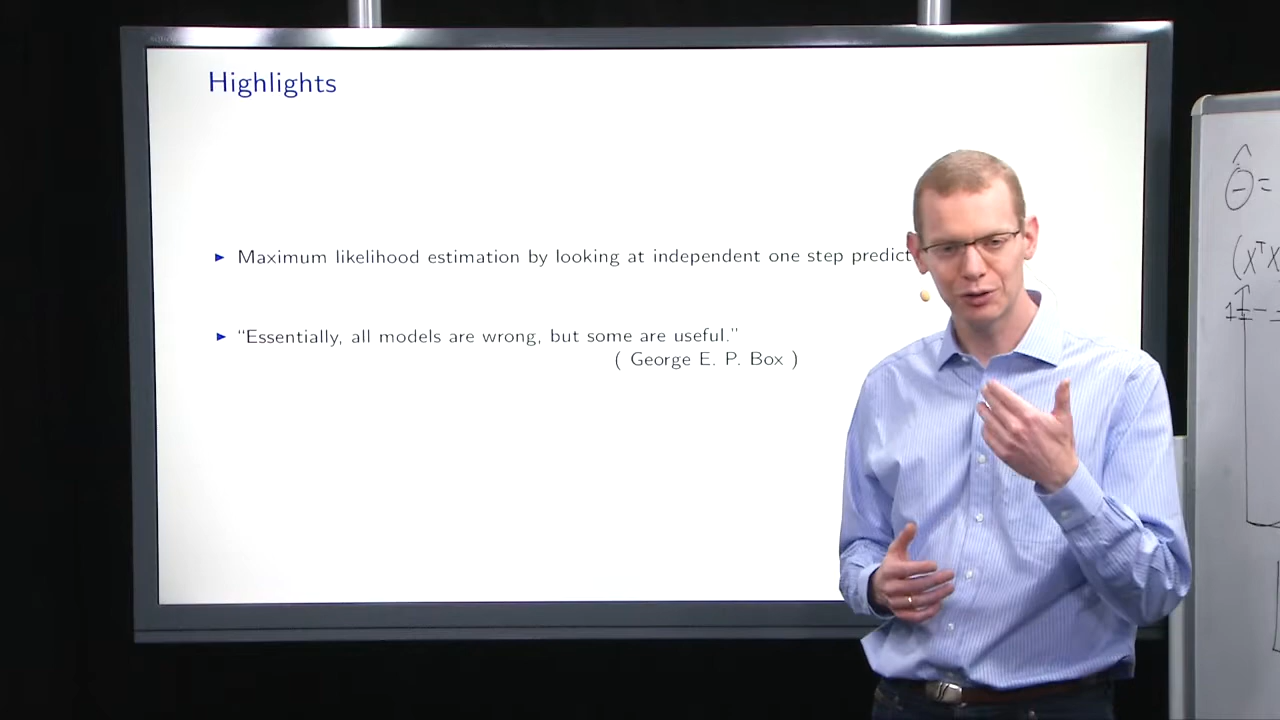 Highlights
► Maximum likelihood estimation by looking at independent one step
► “Essentially, all models are wrong, but some are useful.”
( George E. P. Box )
Θ̂ =
(XᵀX